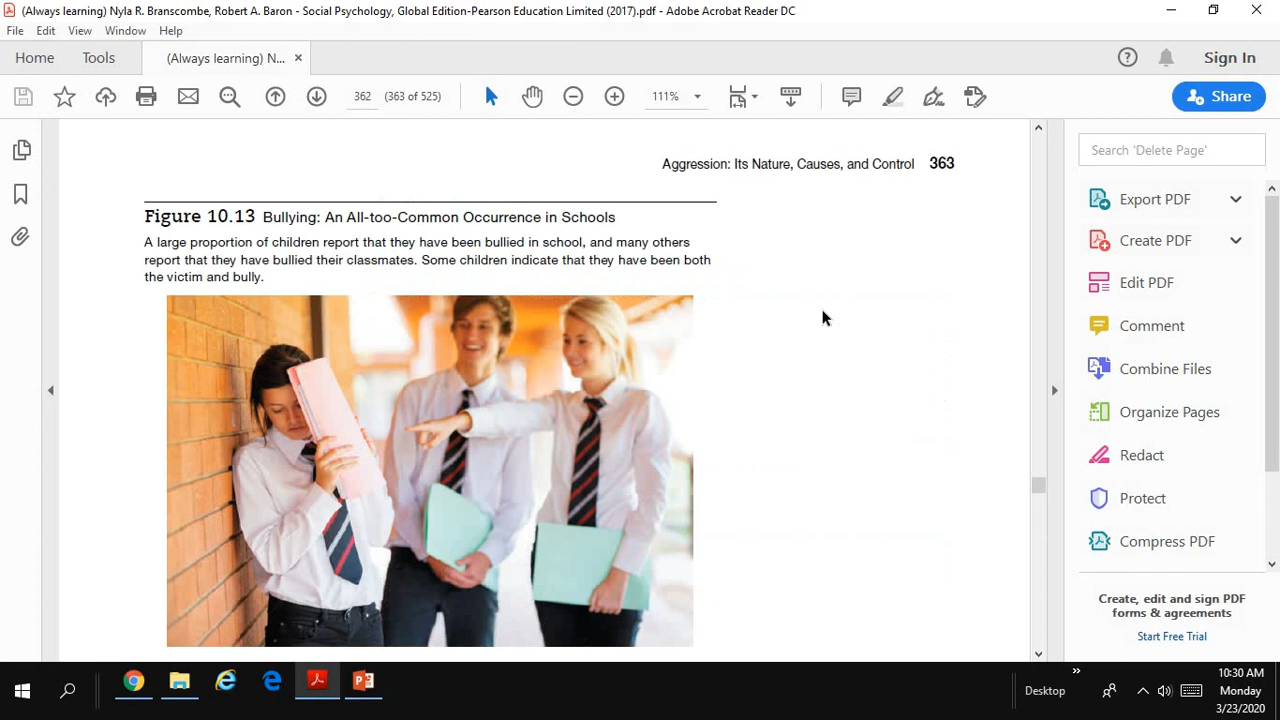 (Always learning) Nyla R. Branscombe, Robert A. Baron - Social Psychology, Global Edition-Pearson Education Limited (2017).pdf - Adobe Acrobat Reader DC
File Edit View Window Help
Home Tools (Always learning) N... ×
Sign In
362 (363 of 525) 111% Share
Aggression: Its Nature, Causes, and Control 363
Figure 10.13 Bullying: An All-too-Common Occurrence in Schools
A large proportion of children report that they have been bullied in school, and many others
report that they have bullied their classmates. Some children indicate that they have been both
the victim and bully.
Search 'Delete Page'
Export PDF
Create PDF
Edit PDF
Comment
Combine Files
Organize Pages
Redact
Protect
Compress PDF
Create, edit and sign PDF
forms & agreements
Start Free Trial
Desktop
10:30 AM
Monday
3/23/2020